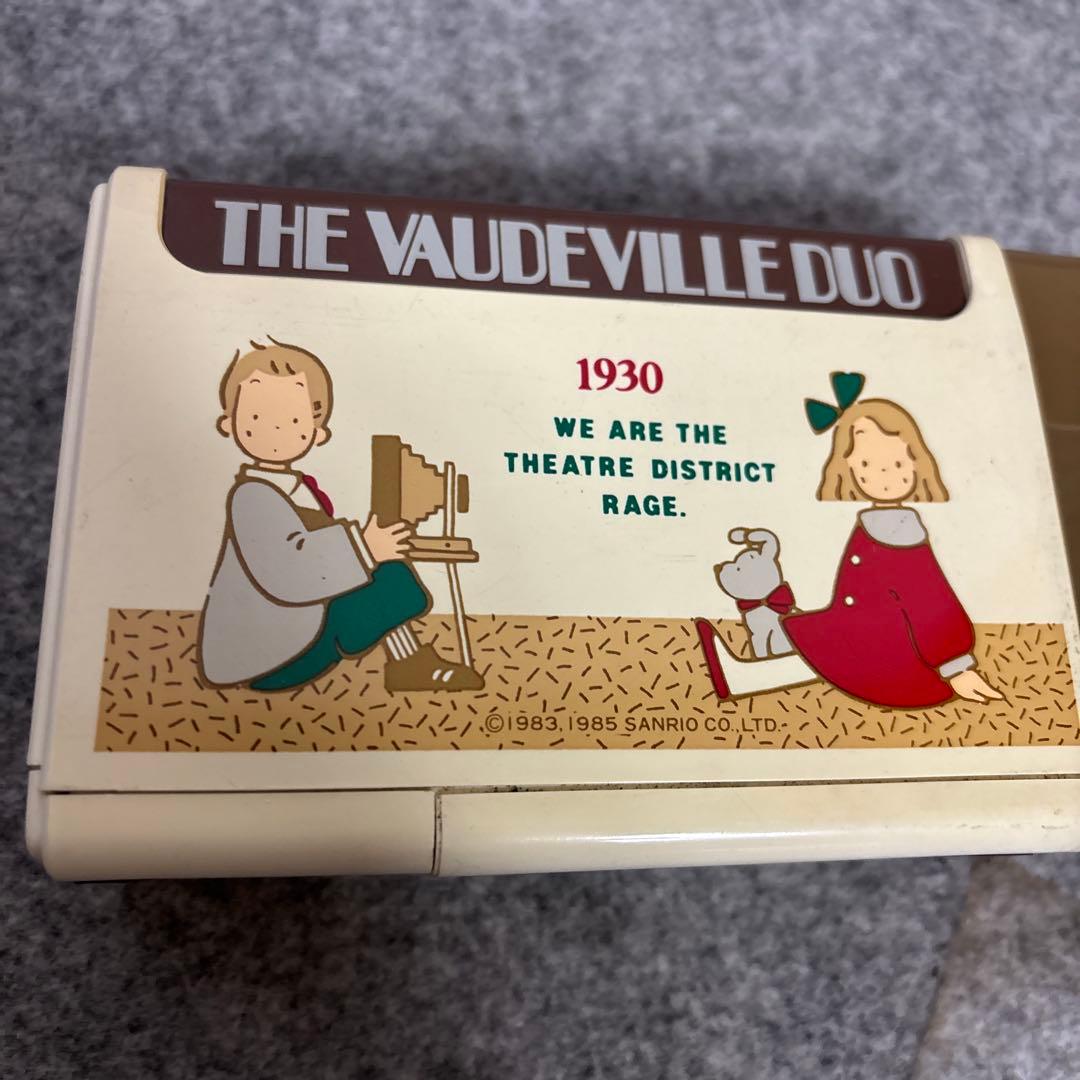 THE VAUDEVILLE DUO
1930
WE ARE THE
THEATRE DISTRICT
RAGE.
©1983, 1985 SANRIO CO., LTD.